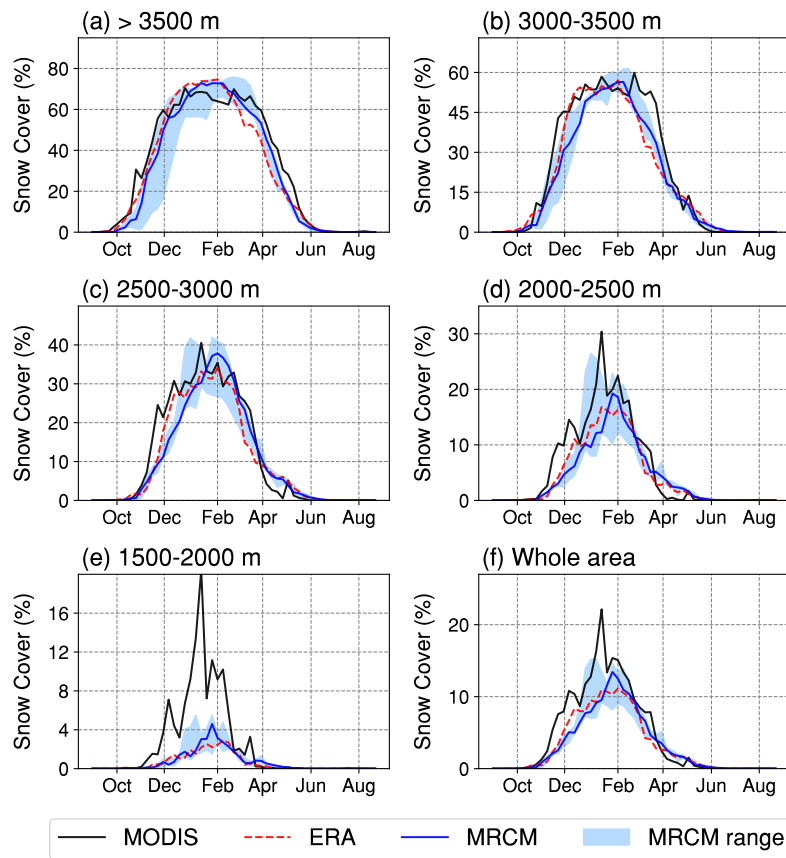 (a) > 3500 m
(b) 3000-3500 m
Snow Cover (%)
80
60
40
20
0
Oct Dec Feb Apr Jun Aug
Snow Cover (%)
60
45
30
15
0
Oct Dec Feb Apr Jun Aug
(c) 2500-3000 m
(d) 2000-2500 m
Snow Cover (%)
40
30
20
10
0
Oct Dec Feb Apr Jun Aug
Snow Cover (%)
30
20
10
0
Oct Dec Feb Apr Jun Aug
(e) 1500-2000 m
(f) Whole area
Snow Cover (%)
16
12
8
4
0
Oct Dec Feb Apr Jun Aug
Snow Cover (%)
20
10
0
Oct Dec Feb Apr Jun Aug
MODIS ERA MRCM MRCM range